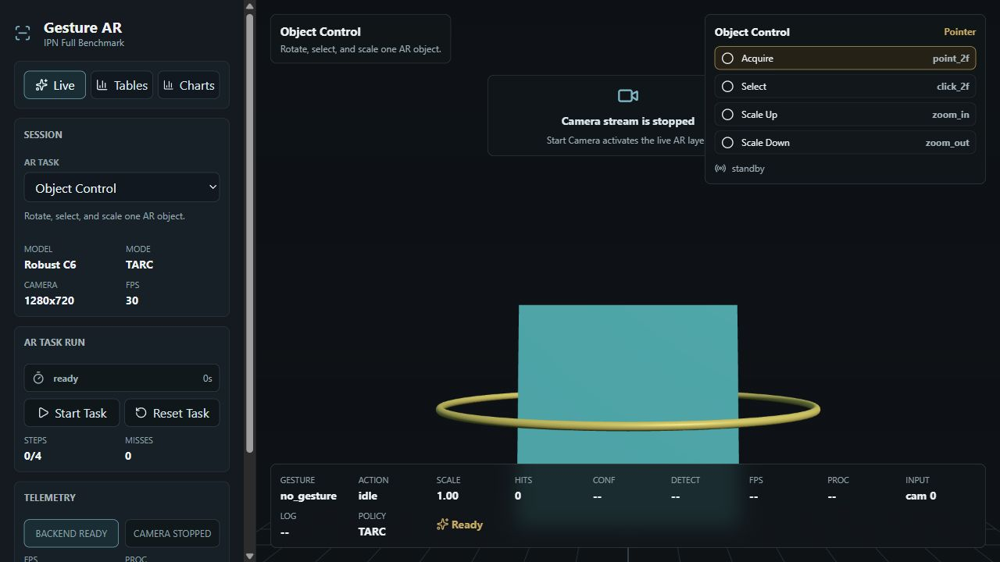 Gesture AR
IPN Full Benchmark
Live
Tables
Charts
SESSION
AR TASK
Object Control
Rotate, select, and scale one AR object.
MODEL
MODE
Robust C6
TARC
CAMERA
FPS
1280x720
30
AR TASK RUN
ready
0s
Start Task
Reset Task
STEPS
MISSES
0/4
0
TELEMETRY
BACKEND READY
CAMERA STOPPED
FPS
PROC
Object Control
Rotate, select, and scale one AR object.
Camera stream is stopped
Start Camera activates the live AR laye
Object Control
Pointer
Acquire
point_2f
Select
click_2f
Scale Up
zoom_in
Scale Down
zoom_out
standby
GESTURE
ACTION
SCALE
HITS
CONF
DETECT
FPS
PROC
INPUT
no_gesture
idle
1.00
0
--
--
--
--
cam 0
LOG
POLICY
--
TARC
Ready